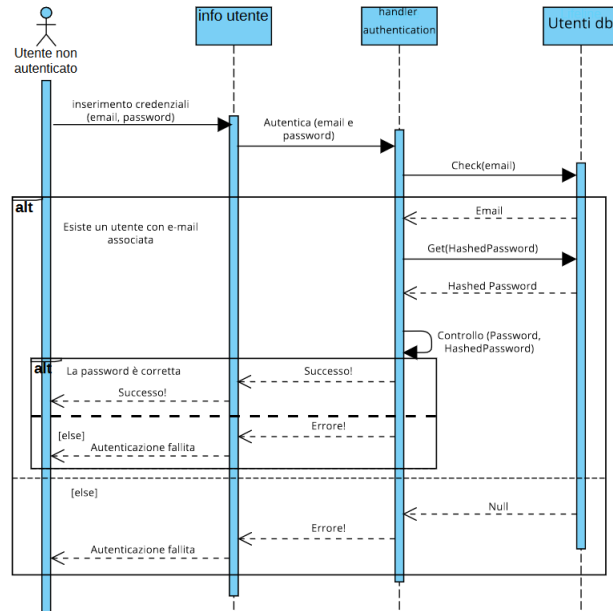 info utente
handler
authentication
Utenti db
Utente non
autenticato
inserimento credenziali
(email, password)
Autentica (email e
password)
Check(email)
alt
Esiste un utente con e-mail
associata
Email
Get(HashedPassword)
Hashed Password
Controllo (Password,
HashedPassword)
alt
La password è corretta
Successo!
Successo!
[else]
Errore!
Autenticazione fallita
[else]
Null
Errore!
Autenticazione fallita